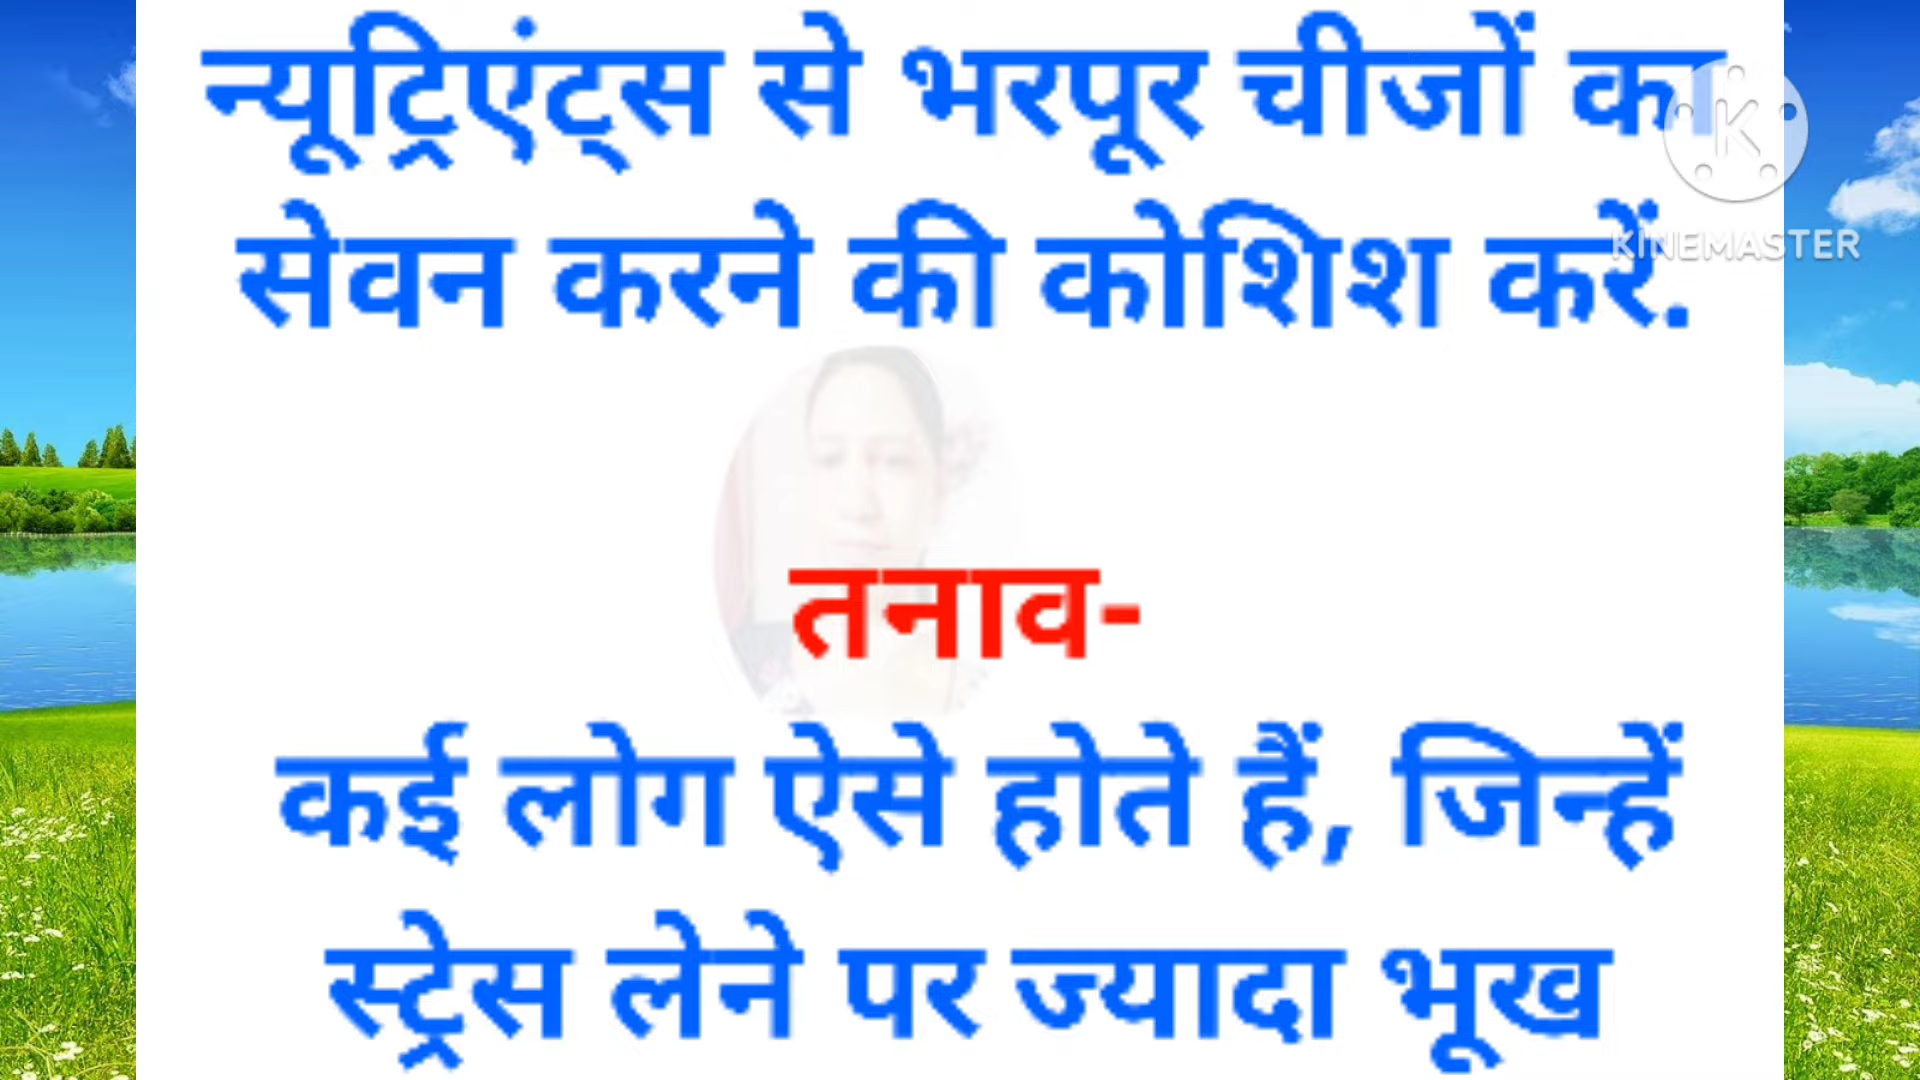 न्यूट्रिएंट्स से भरपूर चीजों का
सेवन करने की कोशिश करें.
KINEMASTER
तनाव-
कई लोग ऐसे होते हैं, जिन्हें
स्ट्रेस लेने पर ज्यादा भूख